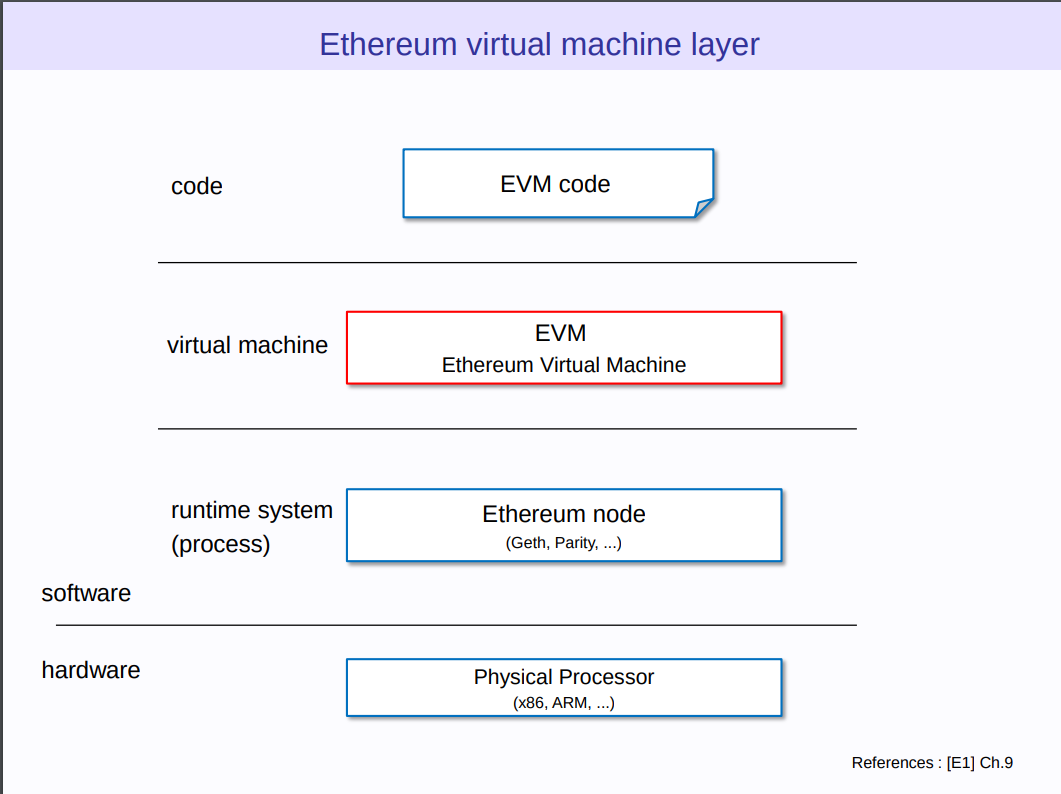 Ethereum virtual machine layer
code
EVM code
virtual machine
EVM
Ethereum Virtual Machine
runtime system
(process)
Ethereum node
(Geth, Parity, ...)
software
hardware
Physical Processor
(x86, ARM, ...)
References : [E1] Ch.9